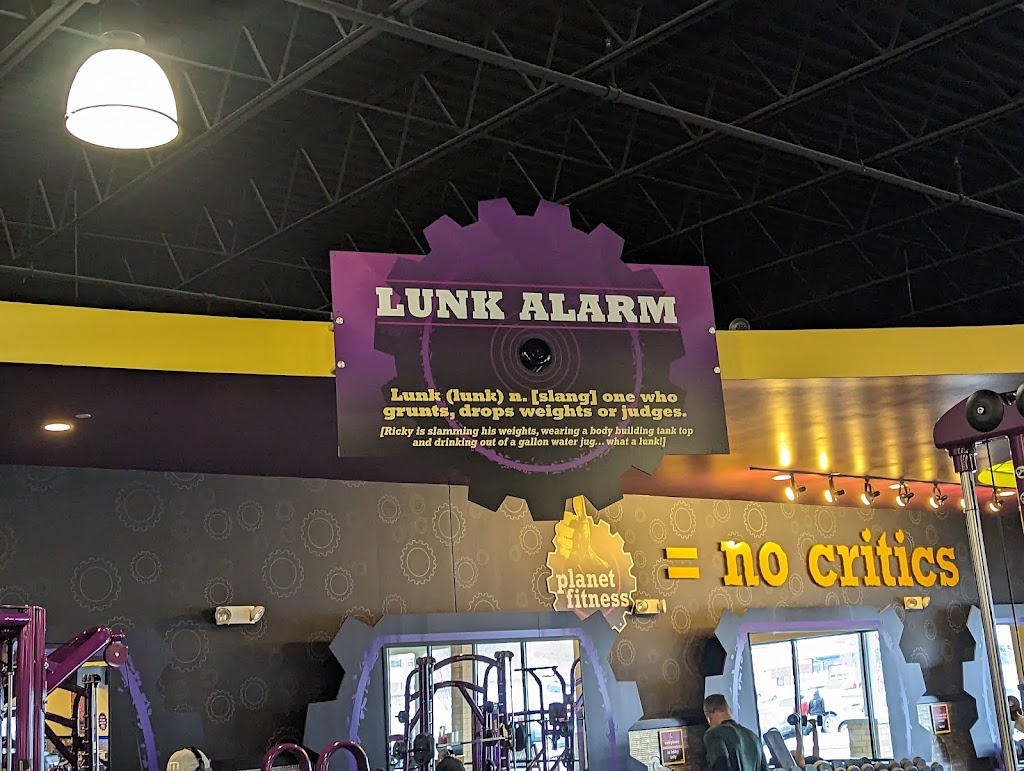 LUNK ALARM
Lunk (lunk) n. [slang] one who
grunts, drops weights or judges.
[Ricky is slamming his weights, wearing a body building tank top
and drinking out of a gallon water jug... what a lunk!]
planet
fitness
= no critics